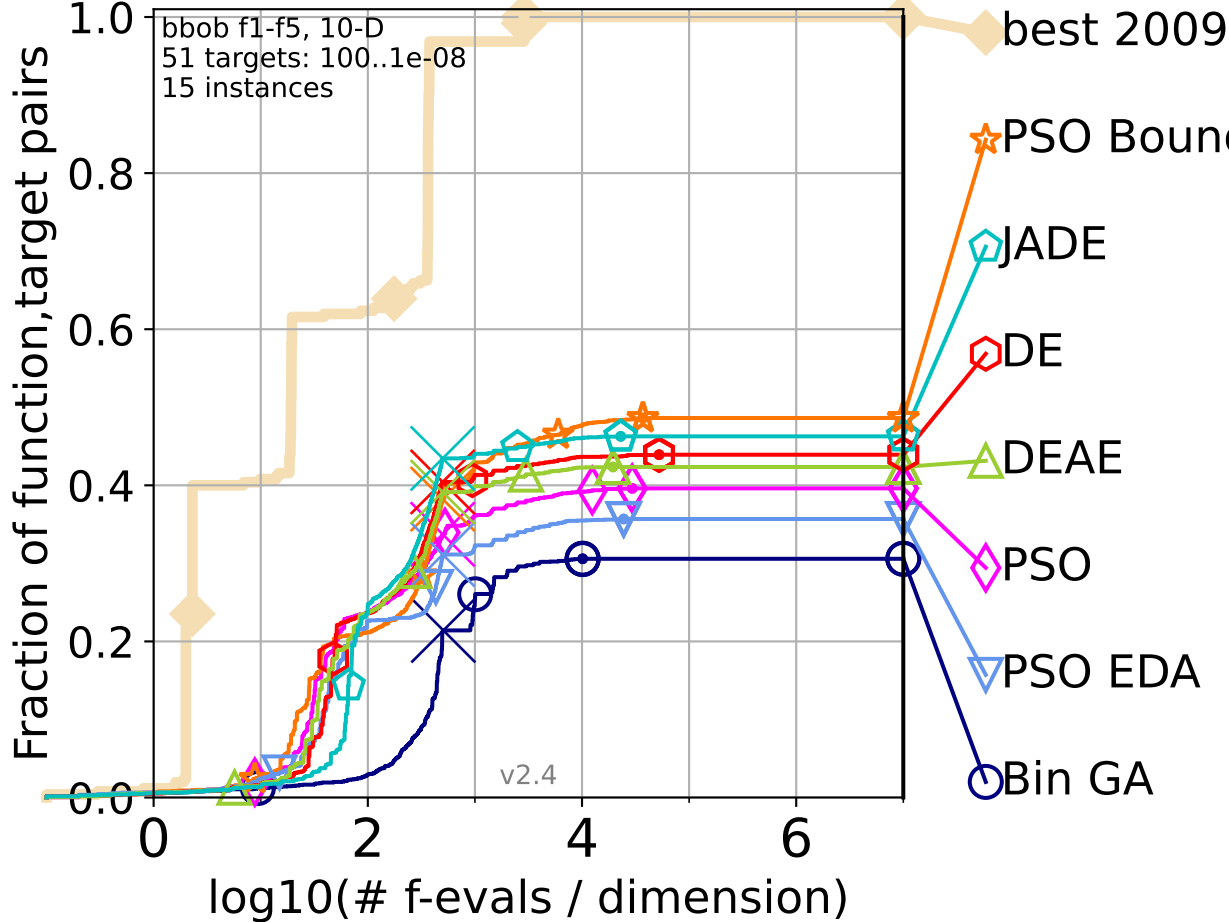 best 2009
1.0
bbob f1-f5, 10-D
51 targets: 100..1e-08
15 instances
PSO Bound
0.8
JADE
0.6
DE
0.4
DEAE
PSO
0.2
PSO EDA
v2.4
Bin GA
0.0
0 2 4 6
log10(# f-evals / dimension)
Fraction of function,target pairs